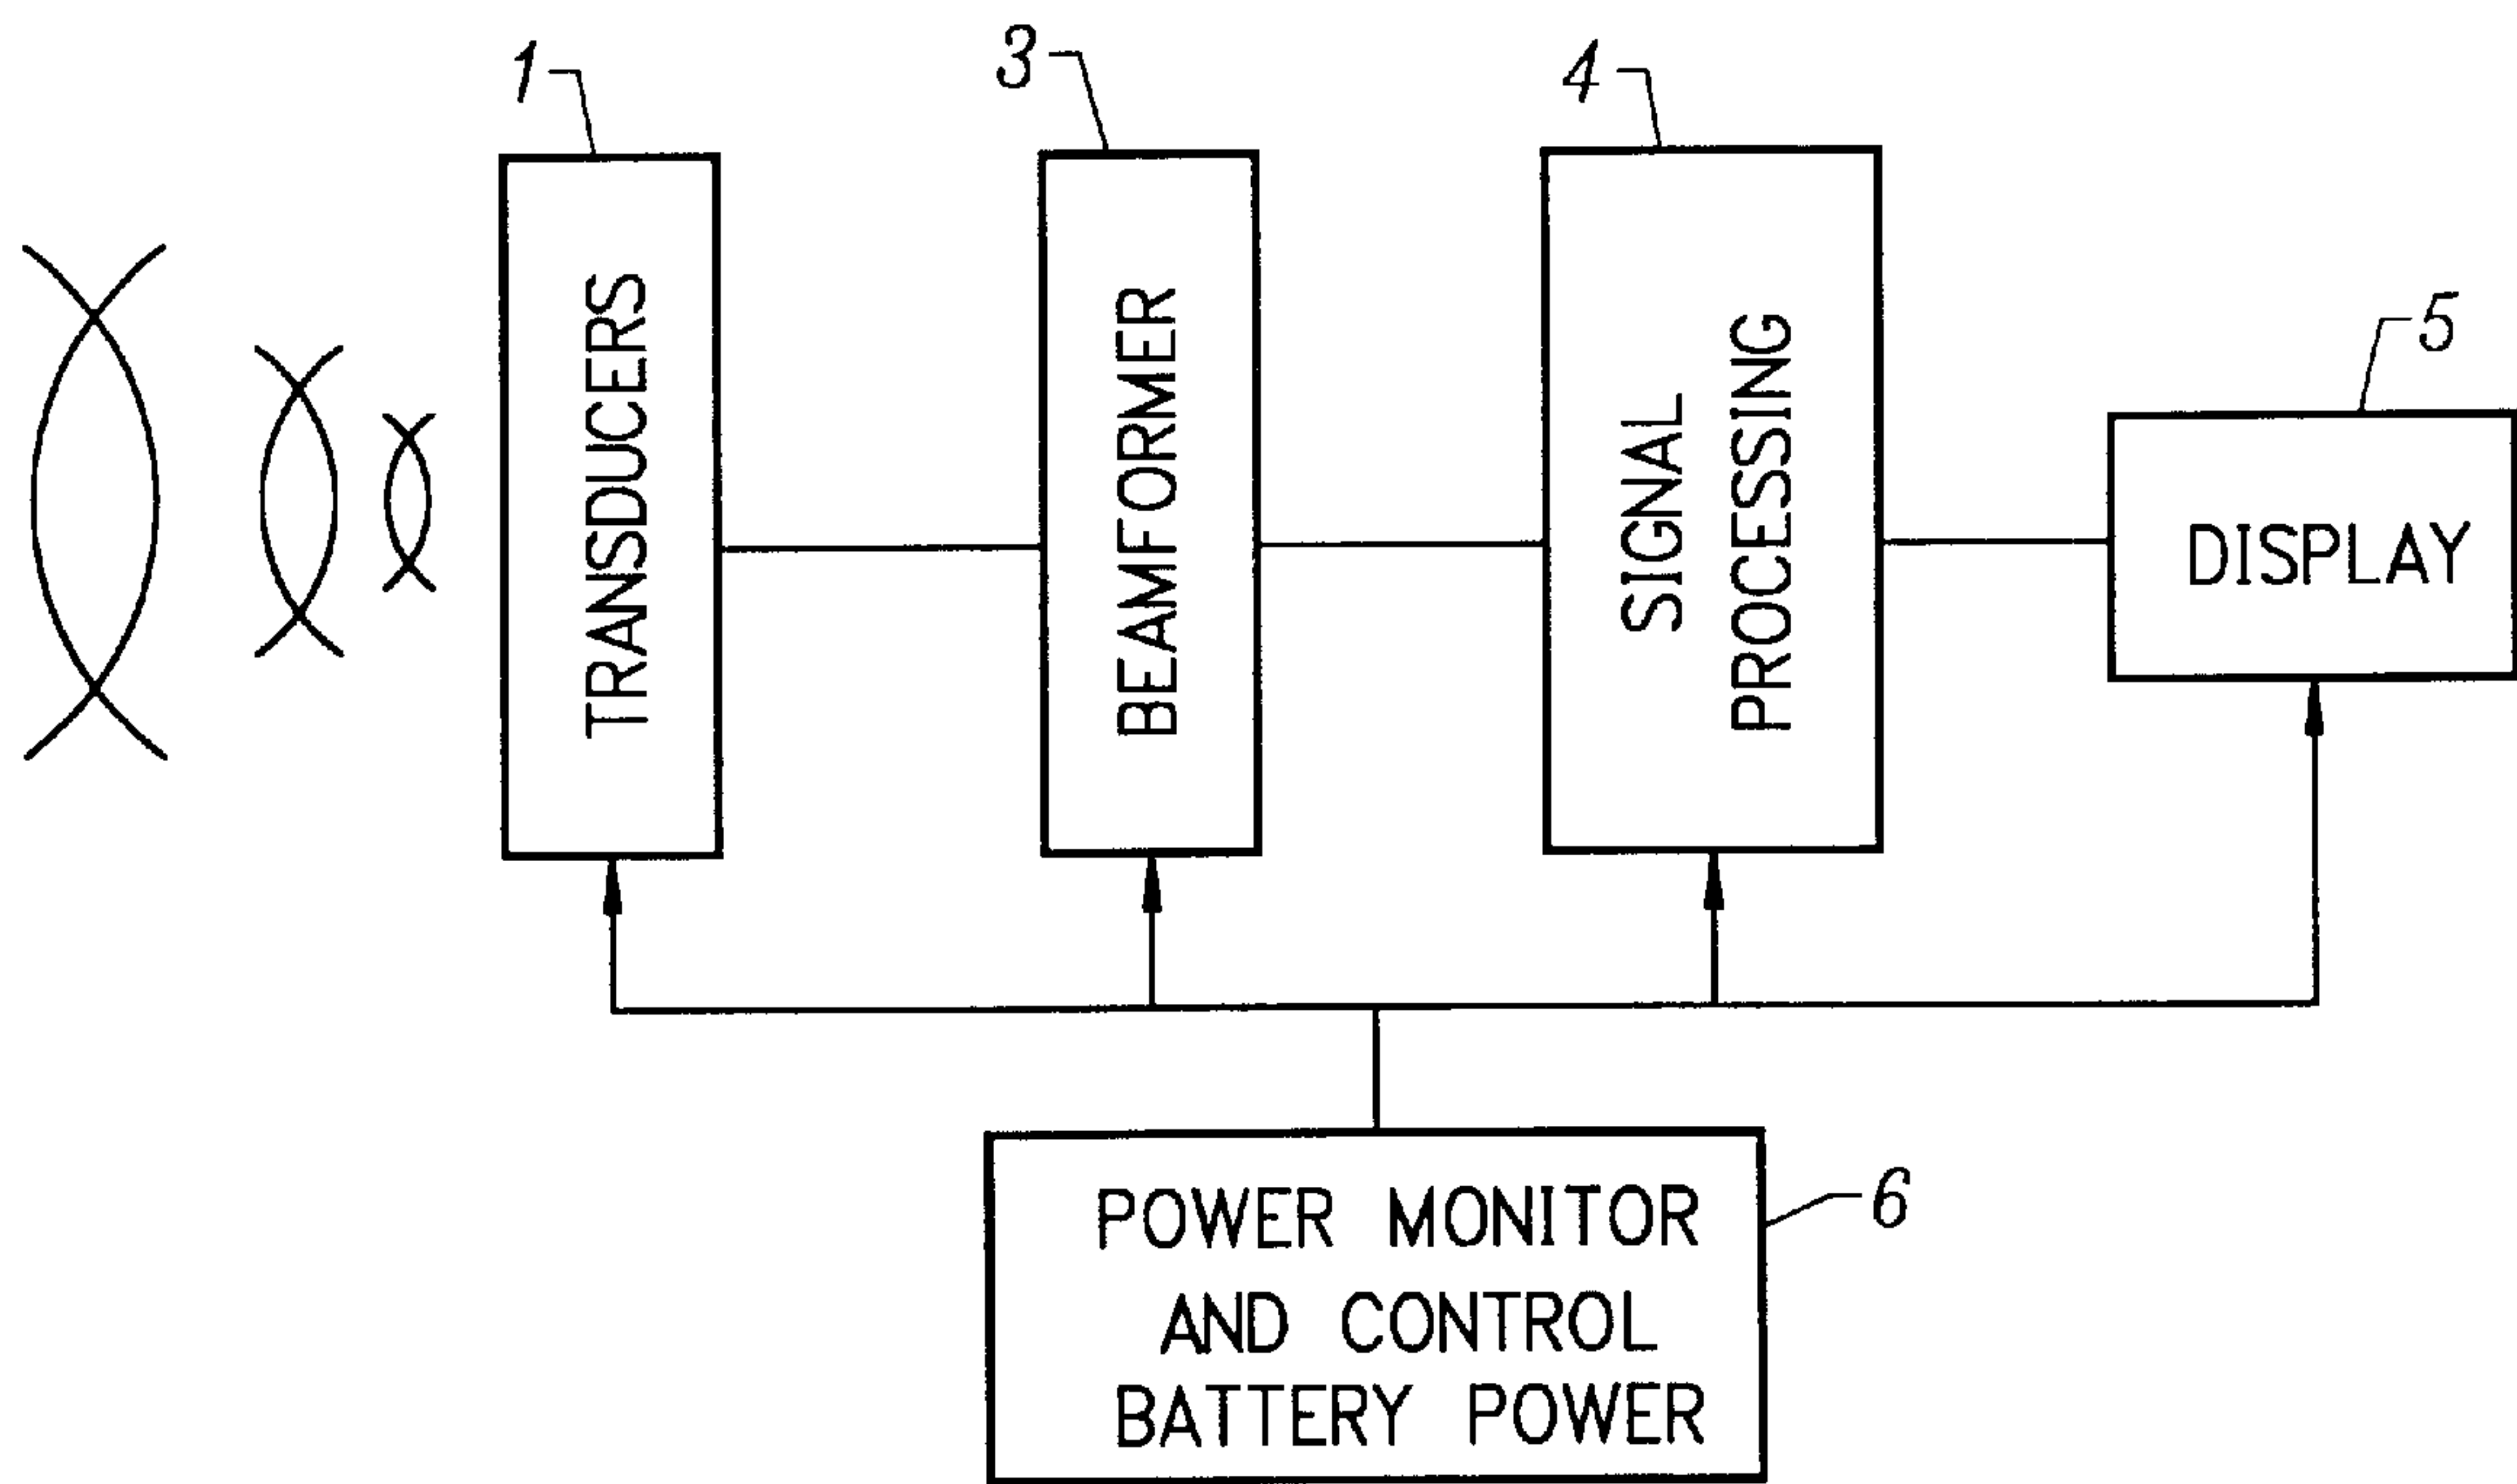 1
3
4
5
TRANSDUCERS
BEAMFORMER
SIGNAL
PROCESSING
DISPLAY
6
POWER MONITOR
AND CONTROL
BATTERY POWER